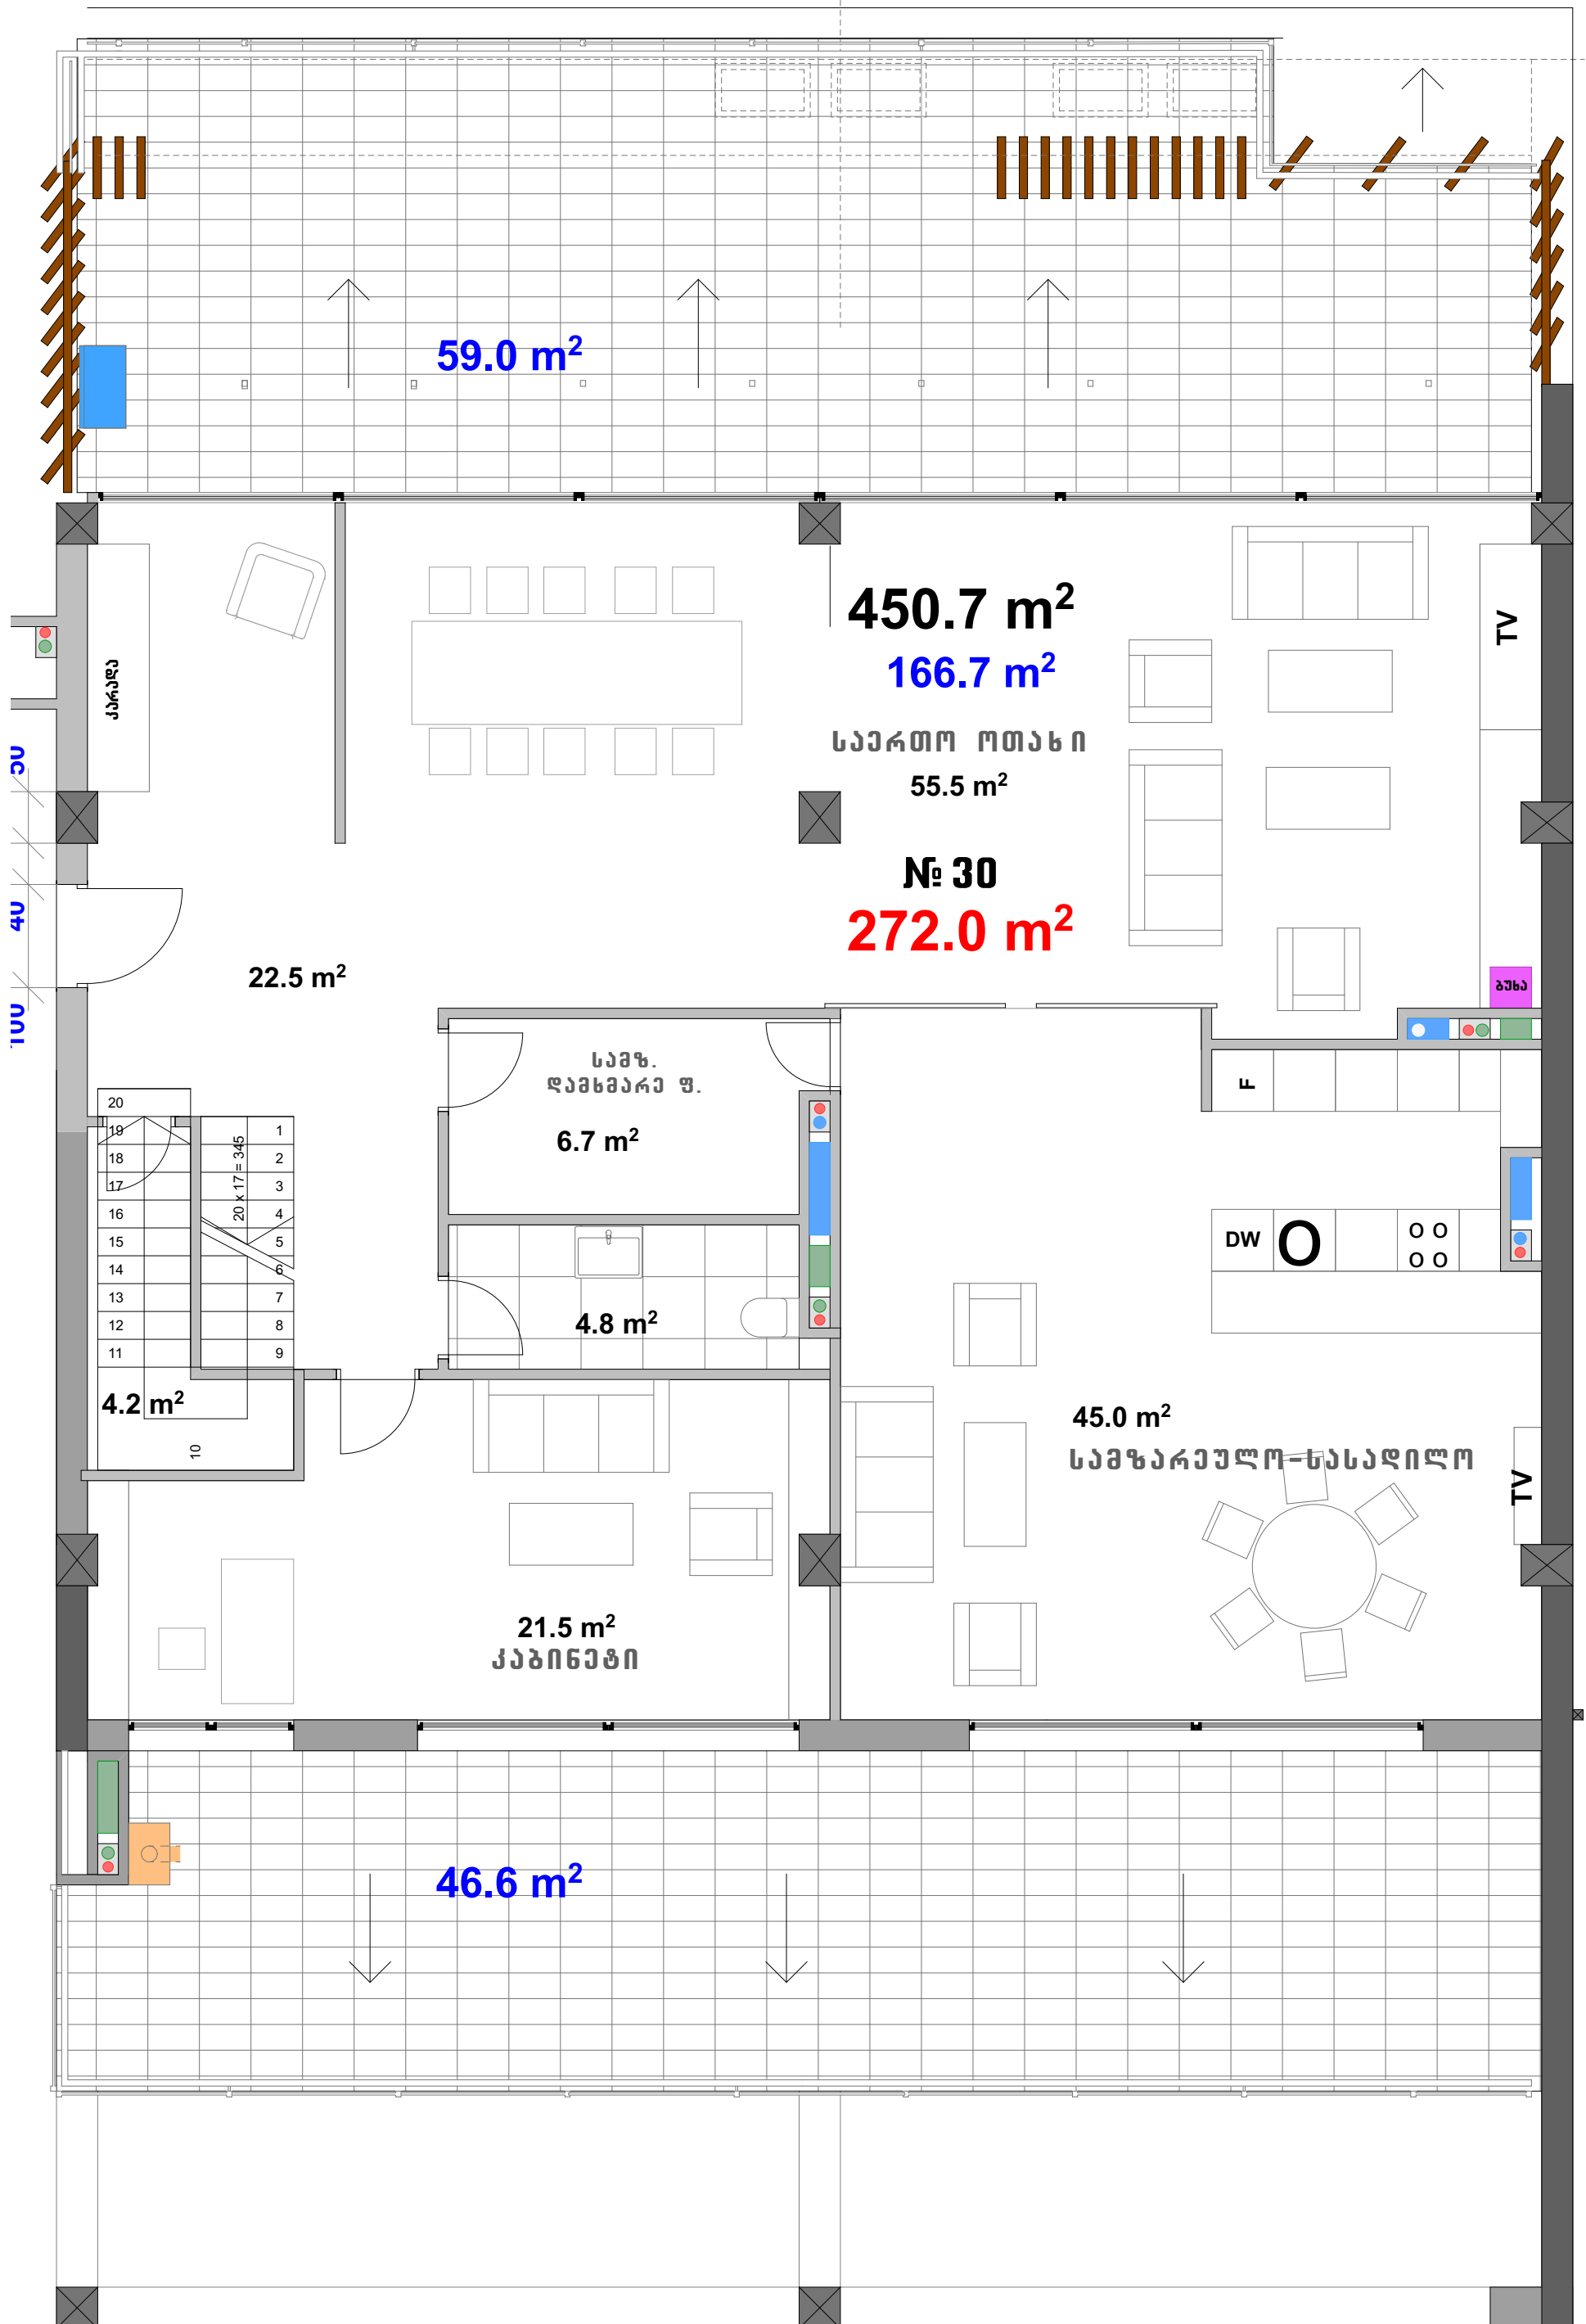 59.0 m²
450.7 m²
166.7 m²
საერთო ოთახი
55.5 m²
№ 30
272.0 m²
TV
კარადა
50
40
100
22.5 m²
ბუხა
სამზ.
დამხმარე ფ.
6.7 m²
F
20
19
18
17
16
15
14
13
12
11
10
20 x 17 = 345
1
2
3
4
5
6
7
8
9
4.2 m²
4.8 m²
DW
O
O O
O O
45.0 m²
სამზარეულო-სასადილო
TV
21.5 m²
კაბინეტი
46.6 m²